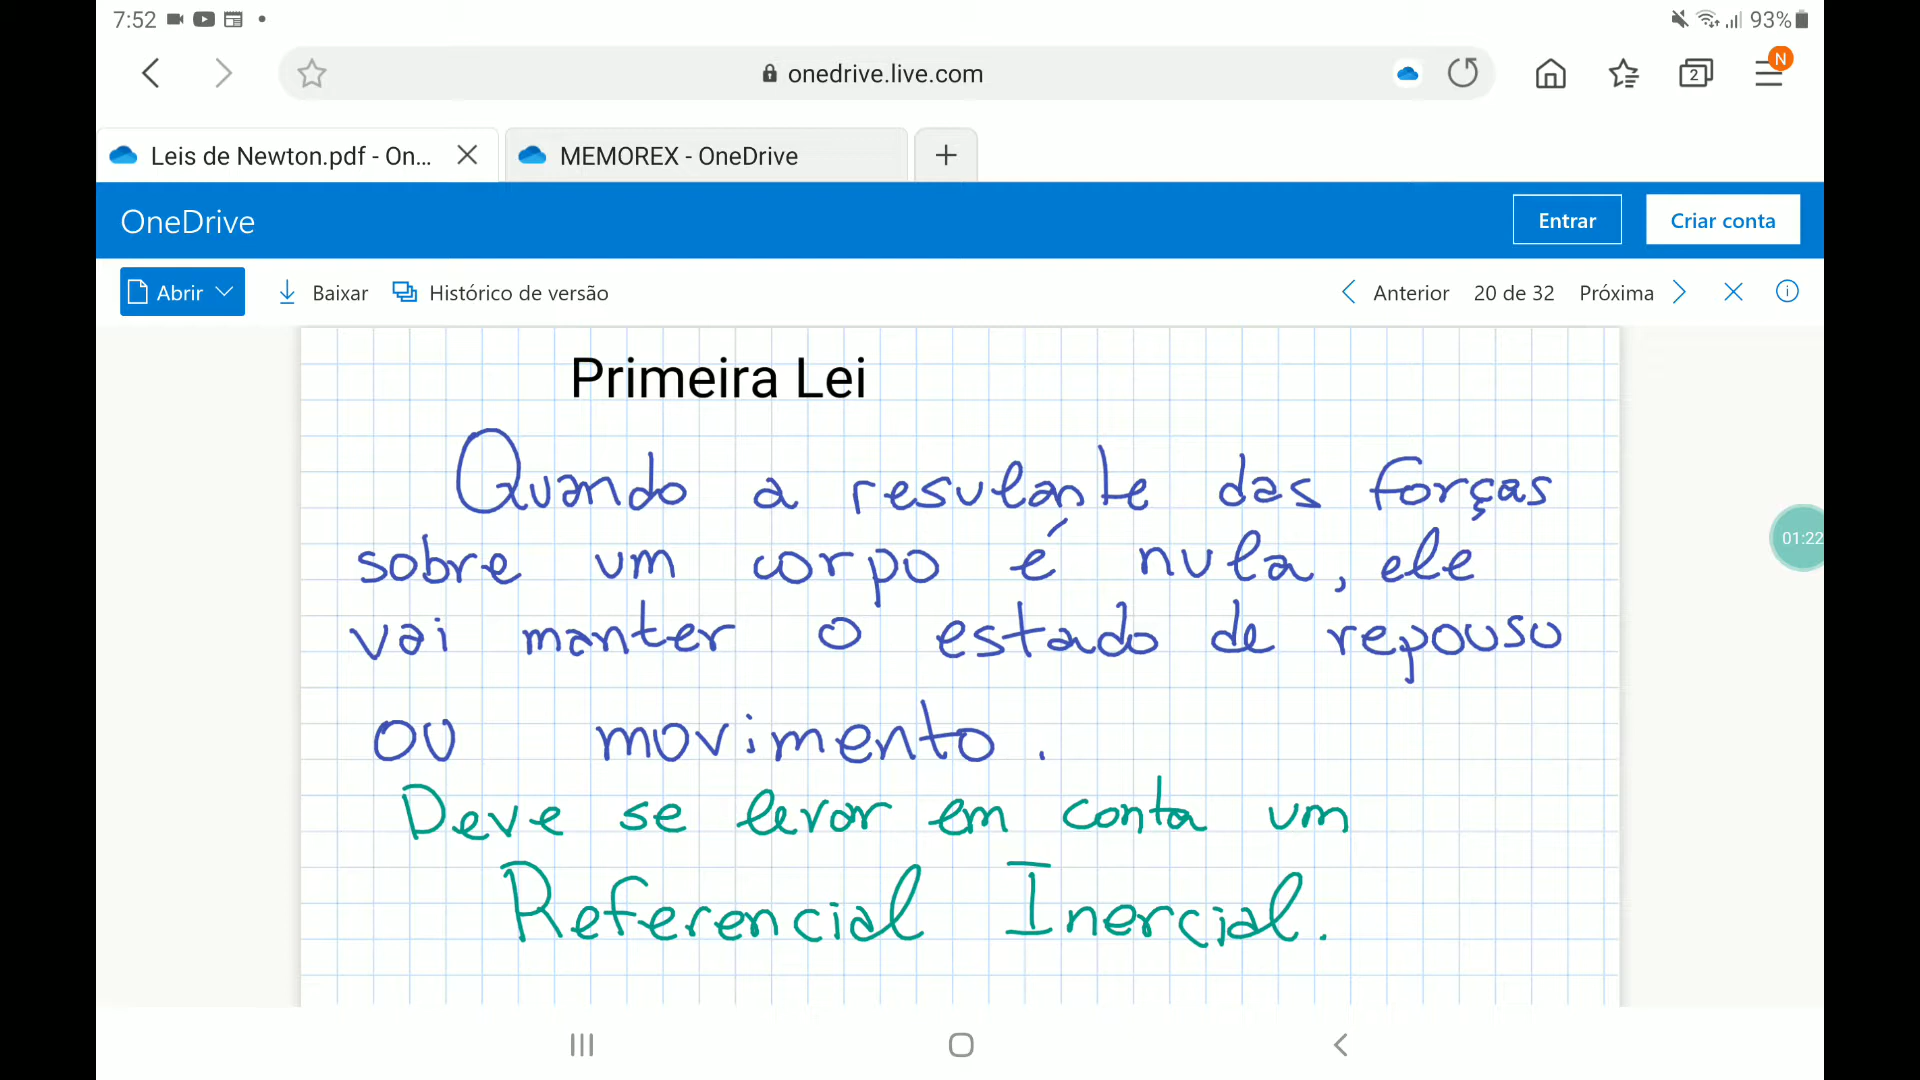 7:52
93%
onedrive.live.com
2
N
Leis de Newton.pdf - On...
MEMOREX - OneDrive
OneDrive
Entrar
Criar conta
Abrir
Baixar
Histórico de versão
Anterior
20 de 32
Próxima
Primeira Lei
Quando a resulante das forças
sobre um corpo é nula, ele
vai manter o estado de repouso
ou movimento.
Deve se levar em conta um
Referencial Inercial.
01:22